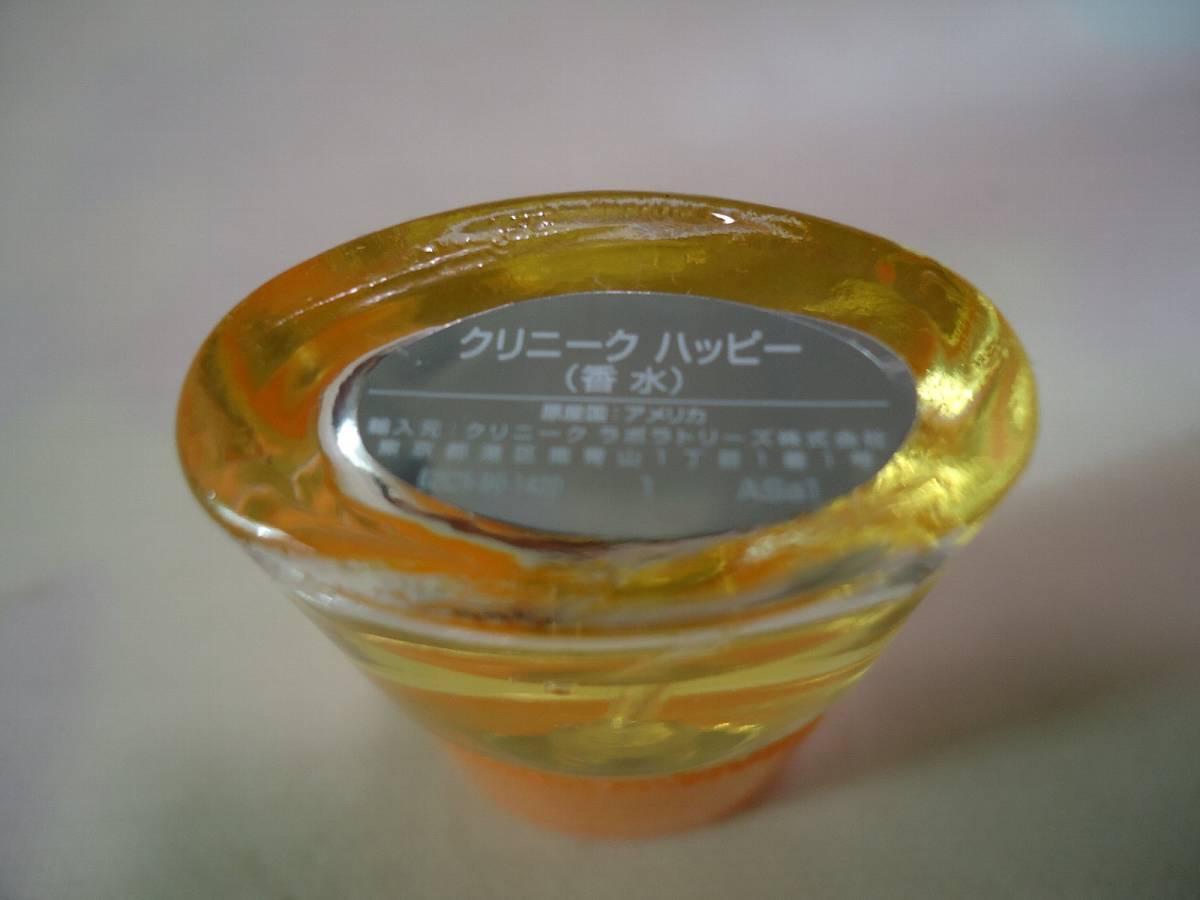 クリニーク ハッピー
（香 水）
原産国：アメリカ
輸入元：クリニーク ラボラトリーズ株式会社
東京都港区南青山1丁目1番1号
1 A5a1